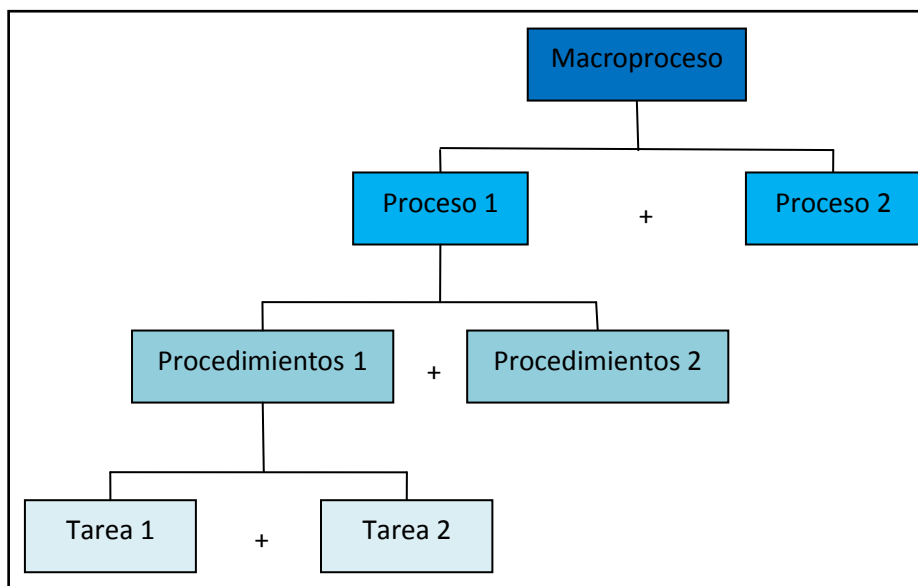 Macroproceso
Proceso 1
+
Proceso 2
Procedimientos 1
+
Procedimientos 2
Tarea 1
+
Tarea 2